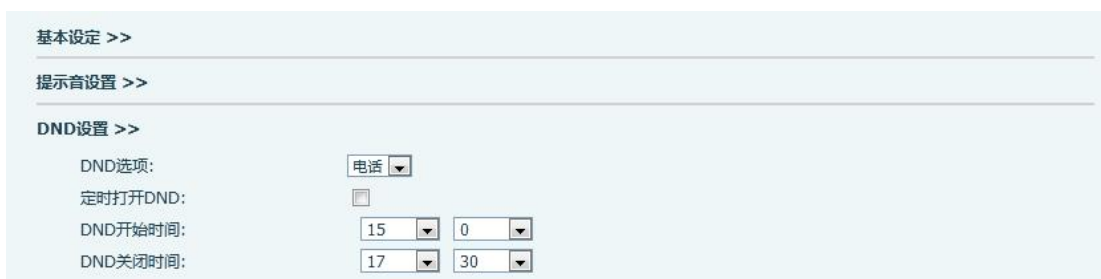 基本设定 >>
提示音设置 >>
DND设置 >>
DND选项: 电话
定时打开DND:
DND开始时间: 15 0
DND关闭时间: 17 30